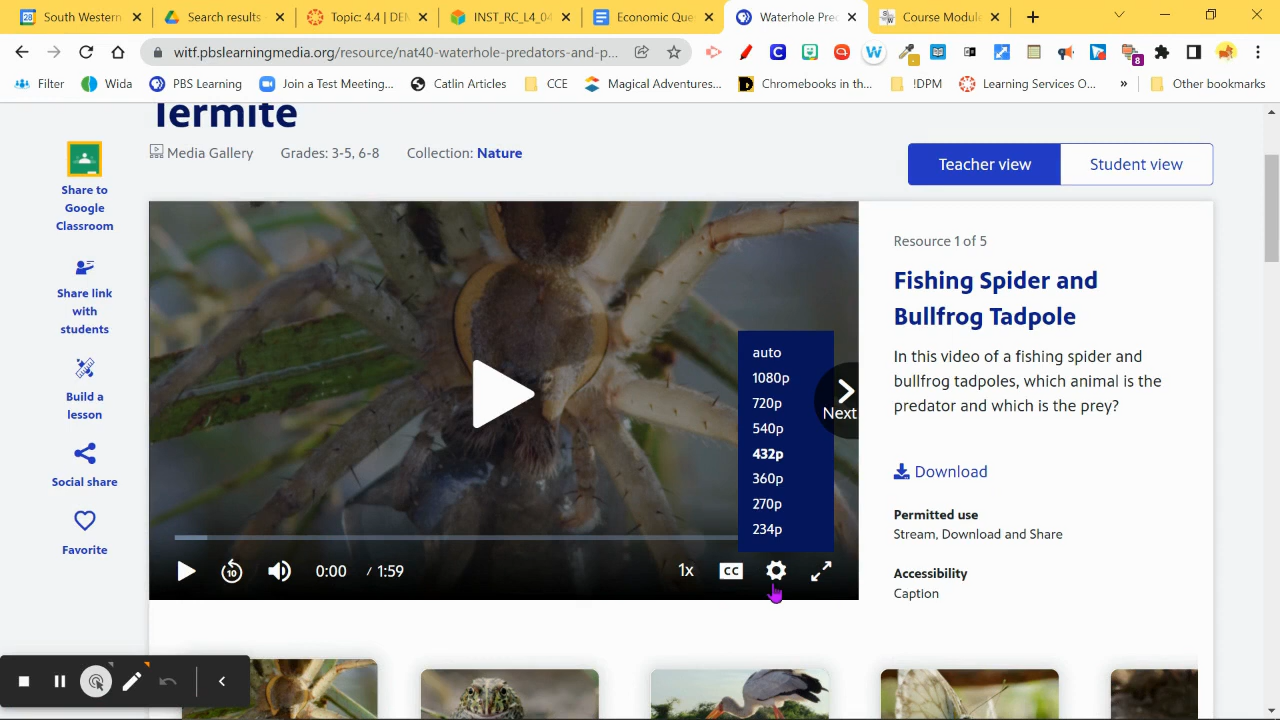 South Western
Search results
Topic: 4.4 | DEM
INST_RC_L4_04
Economic Que
Waterhole Pred
Course Module
witf.pbslearningmedia.org/resource/nat40-waterhole-predators-and-p...
8
Filter
Wida
PBS Learning
Join a Test Meeting...
Catlin Articles
CCE
Magical Adventures...
Chromebooks in th...
!DPM
Learning Services O...
»
Other bookmarks
Termite
Media Gallery
Grades: 3-5, 6-8
Collection: Nature
Teacher view
Student view
Share to
Google
Classroom
Share link
with
students
Build a
lesson
Social share
Favorite
auto
1080p
720p
540p
432p
360p
270p
234p
Next
10
0:00 / 1:59
1x
CC
Resource 1 of 5
Fishing Spider and
Bullfrog Tadpole
In this video of a fishing spider and
bullfrog tadpoles, which animal is the
predator and which is the prey?
Download
Permitted use
Stream, Download and Share
Accessibility
Caption